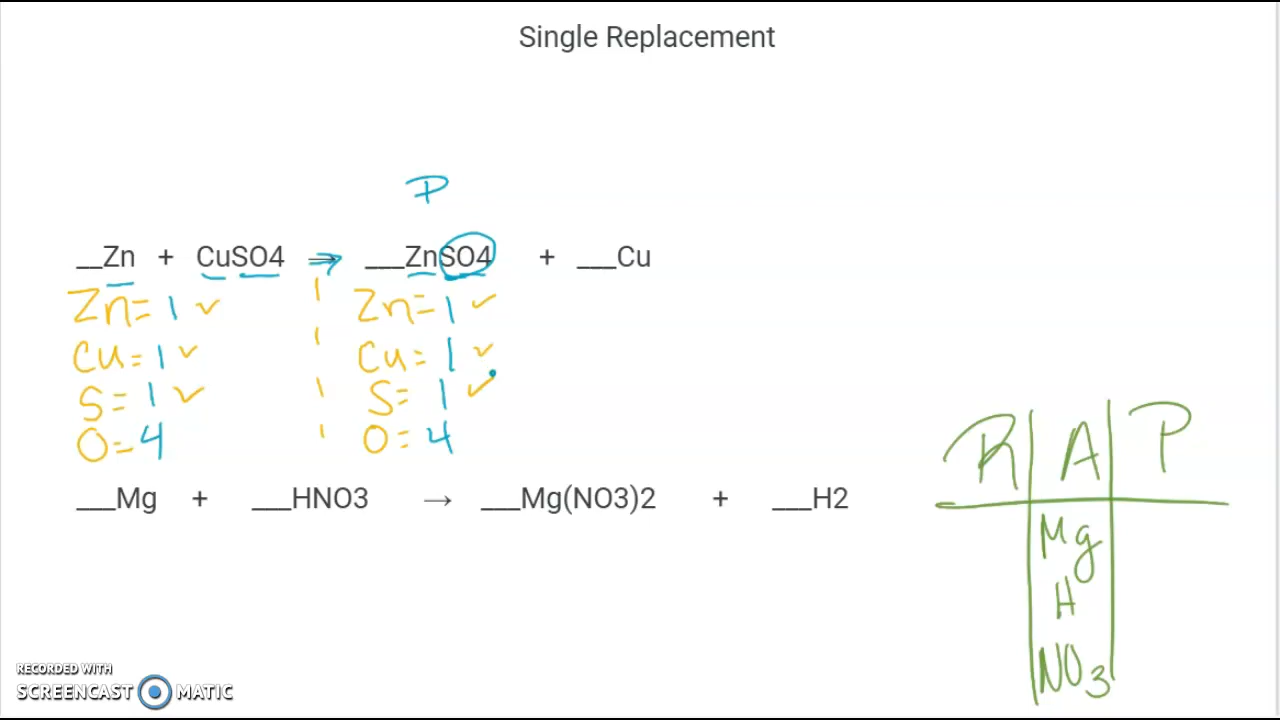 Single Replacement
P
__Zn + CuSO4 → ___ZnSO4 + ___Cu
Zn= 1 ✓ Zn= 1 ✓
Cu= 1 ✓ Cu= 1 ✓
S= 1 ✓ S= 1 ✓
O=4 O=4
R A P
___Mg + ___HNO3 → ___Mg(NO3)2 + ___H2
Mg
H
NO3
RECORDED WITH
SCREENCAST MATIC